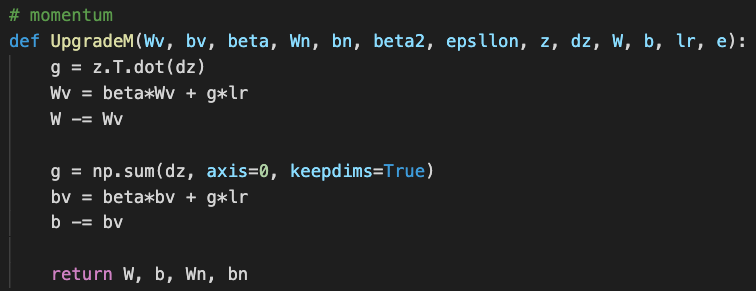 # momentum
def UpgradeM(Wv, bv, beta, Wn, bn, beta2, epsllon, z, dz, W, b, lr, e):
    g = z.T.dot(dz)
    Wv = beta*Wv + g*lr
    W -= Wv

    g = np.sum(dz, axis=0, keepdims=True)
    bv = beta*bv + g*lr
    b -= bv

    return W, b, Wn, bn